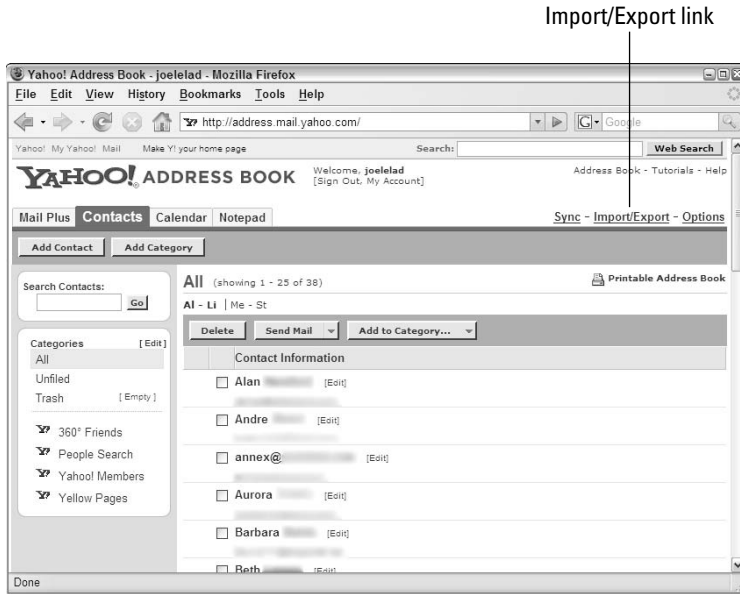 Import/Export link
Yahoo! Address Book - joelelad - Mozilla Firefox
File Edit View History Bookmarks Tools Help
http://address.mail.yahoo.com/ G Google
Yahoo! My Yahoo! Mail Make Y! your home page Search: Web Search
YAHOO! ADDRESS BOOK Welcome, joelelad Address Book - Tutorials - Help
[Sign Out, My Account]
Mail Plus Contacts Calendar Notepad Sync - Import/Export - Options
Add Contact Add Category
Search Contacts:
Go
Categories [Edit]
All
Unfiled
Trash [Empty]
Y! 360° Friends
Y! People Search
Y! Yahoo! Members
Y! Yellow Pages
All (showing 1 - 25 of 38) Printable Address Book
Al - Li | Me - St
Delete Send Mail Add to Category...
Contact Information
Alan [Edit]
Andre [Edit]
annex@ [Edit]
Aurora [Edit]
Barbara [Edit]
Beth [Edit]
Done